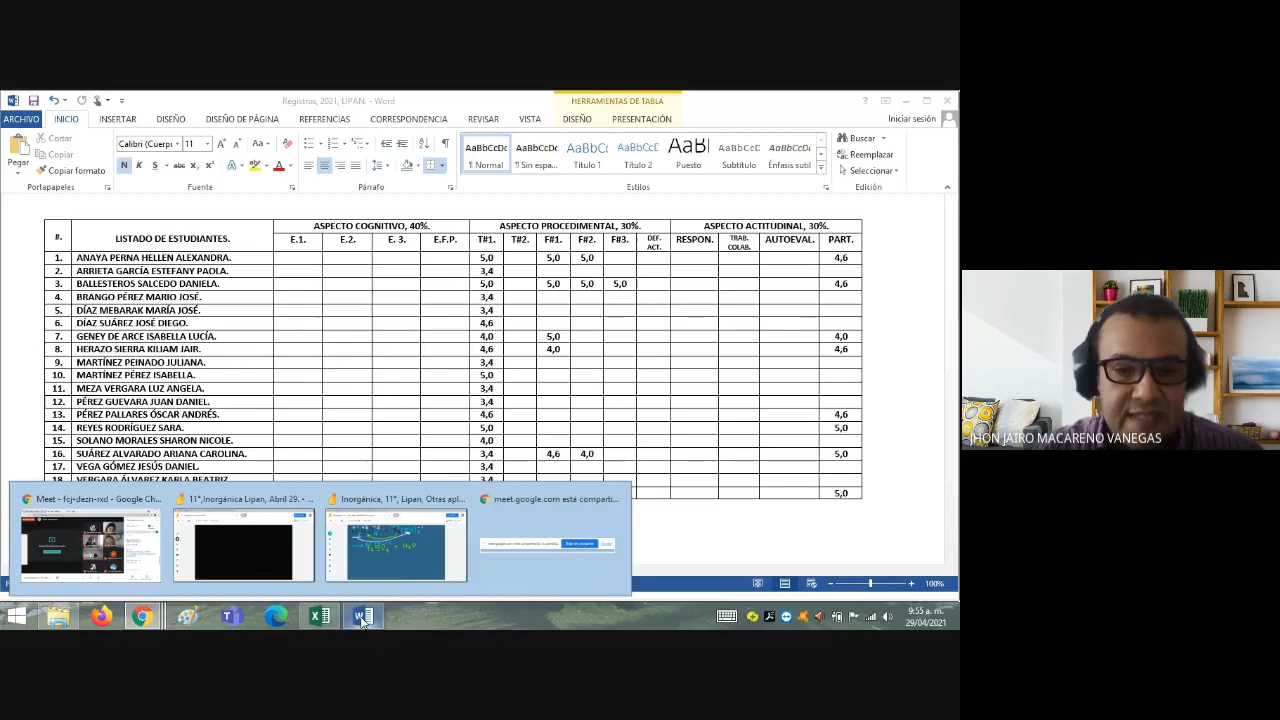 Registros, 2021, LIPAN. - Word
HERRAMIENTAS DE TABLA
ARCHIVO INICIO INSERTAR DISEÑO DISEÑO DE PÁGINA REFERENCIAS CORRESPONDENCIA REVISAR VISTA DISEÑO PRESENTACIÓN Iniciar sesión
Pegar
Cortar
Copiar
Copiar formato
Calibri (Cuerp 11
AaBbCcDc AaBbCcDc AaBbCc AaBbCcD AaBl AaBbCcD AaBbCcDc
¶ Normal ¶ Sin espa... Título 1 Título 2 Puesto Subtítulo Énfasis sutil
Buscar
Reemplazar
Seleccionar
Portapapeles Fuente Párrafo Estilos Edición
#. LISTADO DE ESTUDIANTES. ASPECTO COGNITIVO, 40%. ASPECTO PROCEDIMENTAL, 30%. ASPECTO ACTITUDINAL, 30%.
E.1. E.2. E. 3. E.F.P. T#1. T#2. F#1. F#2. F#3. DEF. ACT. RESPON. TRAB. COLAB. AUTOEVAL. PART.
1. ANAYA PERNA HELLEN ALEXANDRA. 5,0 5,0 5,0 4,6
2. ARRIETA GARCÍA ESTEFANY PAOLA. 3,4
3. BALLESTEROS SALCEDO DANIELA. 5,0 5,0 5,0 5,0 4,6
4. BRANGO PÉREZ MARIO JOSÉ. 3,4
5. DÍAZ MEBARAK MARÍA JOSÉ. 3,4
6. DÍAZ SUÁREZ JOSÉ DIEGO. 4,6
7. GENEY DE ARCE ISABELLA LUCÍA. 4,0 5,0 4,0
8. HERAZO SIERRA KILIAM JAIR. 4,6 4,0 4,6
9. MARTÍNEZ PEINADO JULIANA. 3,4
10. MARTÍNEZ PÉREZ ISABELLA. 5,0
11. MEZA VERGARA LUZ ANGELA. 3,4
12. PÉREZ GUEVARA JUAN DANIEL. 3,4
13. PÉREZ PALLARES ÓSCAR ANDRÉS. 4,6 4,6
14. REYES RODRÍGUEZ SARA. 5,0 5,0
15. SOLANO MORALES SHARON NICOLE. 4,0
16. SUÁREZ ALVARADO ARIANA CAROLINA. 3,4 4,6 4,0 5,0
17. VEGA GÓMEZ JESÚS DANIEL. 3,4
18. VERGARA ÁLVAREZ KARLA BEATRIZ.
5,0
Meet - fcj-dezn-rxd - Google Ch... 11°,Inorgánica Lipan, Abril 29. - ... Inorgánica, 11°, Lipan, Otras apl... meet.google.com está comparti...
100%
9:55 a. m.
29/04/2021
JHON JAIRO MACARENO VANEGAS